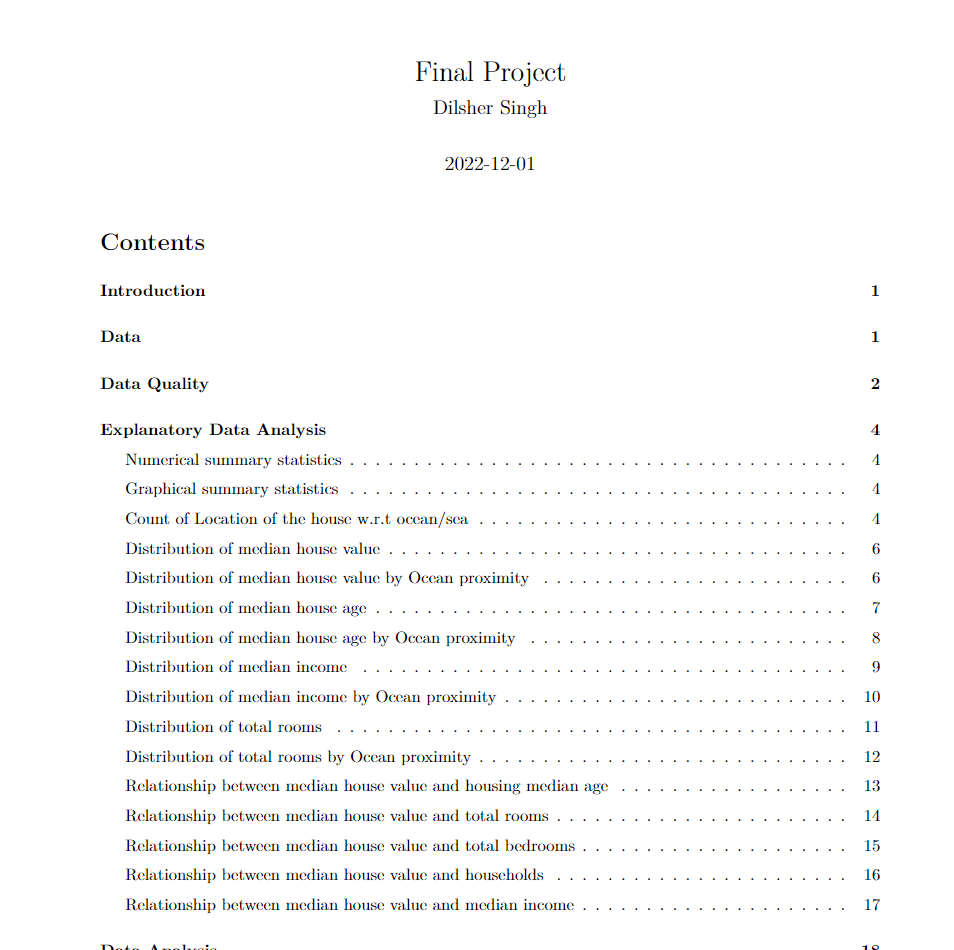 Final Project
Dilsher Singh
2022-12-01
Contents
Introduction 1
Data 1
Data Quality 2
Explanatory Data Analysis 4
Numerical summary statistics . . . . . . . . . . . . . . . . . . . . . . . . . . . . . . . . . . . . . . . 4
Graphical summary statistics . . . . . . . . . . . . . . . . . . . . . . . . . . . . . . . . . . . . . . . 4
Count of Location of the house w.r.t ocean/sea . . . . . . . . . . . . . . . . . . . . . . . . . . . . . 4
Distribution of median house value . . . . . . . . . . . . . . . . . . . . . . . . . . . . . . . . . . . . 6
Distribution of median house value by Ocean proximity . . . . . . . . . . . . . . . . . . . . . . . . 6
Distribution of median house age . . . . . . . . . . . . . . . . . . . . . . . . . . . . . . . . . . . . . 7
Distribution of median house age by Ocean proximity . . . . . . . . . . . . . . . . . . . . . . . . . 8
Distribution of median income . . . . . . . . . . . . . . . . . . . . . . . . . . . . . . . . . . . . . . 9
Distribution of median income by Ocean proximity . . . . . . . . . . . . . . . . . . . . . . . . . . . 10
Distribution of total rooms . . . . . . . . . . . . . . . . . . . . . . . . . . . . . . . . . . . . . . . . 11
Distribution of total rooms by Ocean proximity . . . . . . . . . . . . . . . . . . . . . . . . . . . . . 12
Relationship between median house value and housing median age . . . . . . . . . . . . . . . . . . 13
Relationship between median house value and total rooms . . . . . . . . . . . . . . . . . . . . . . . 14
Relationship between median house value and total bedrooms . . . . . . . . . . . . . . . . . . . . . 15
Relationship between median house value and households . . . . . . . . . . . . . . . . . . . . . . . 16
Relationship between median house value and median income . . . . . . . . . . . . . . . . . . . . . 17
Data Analysis 18